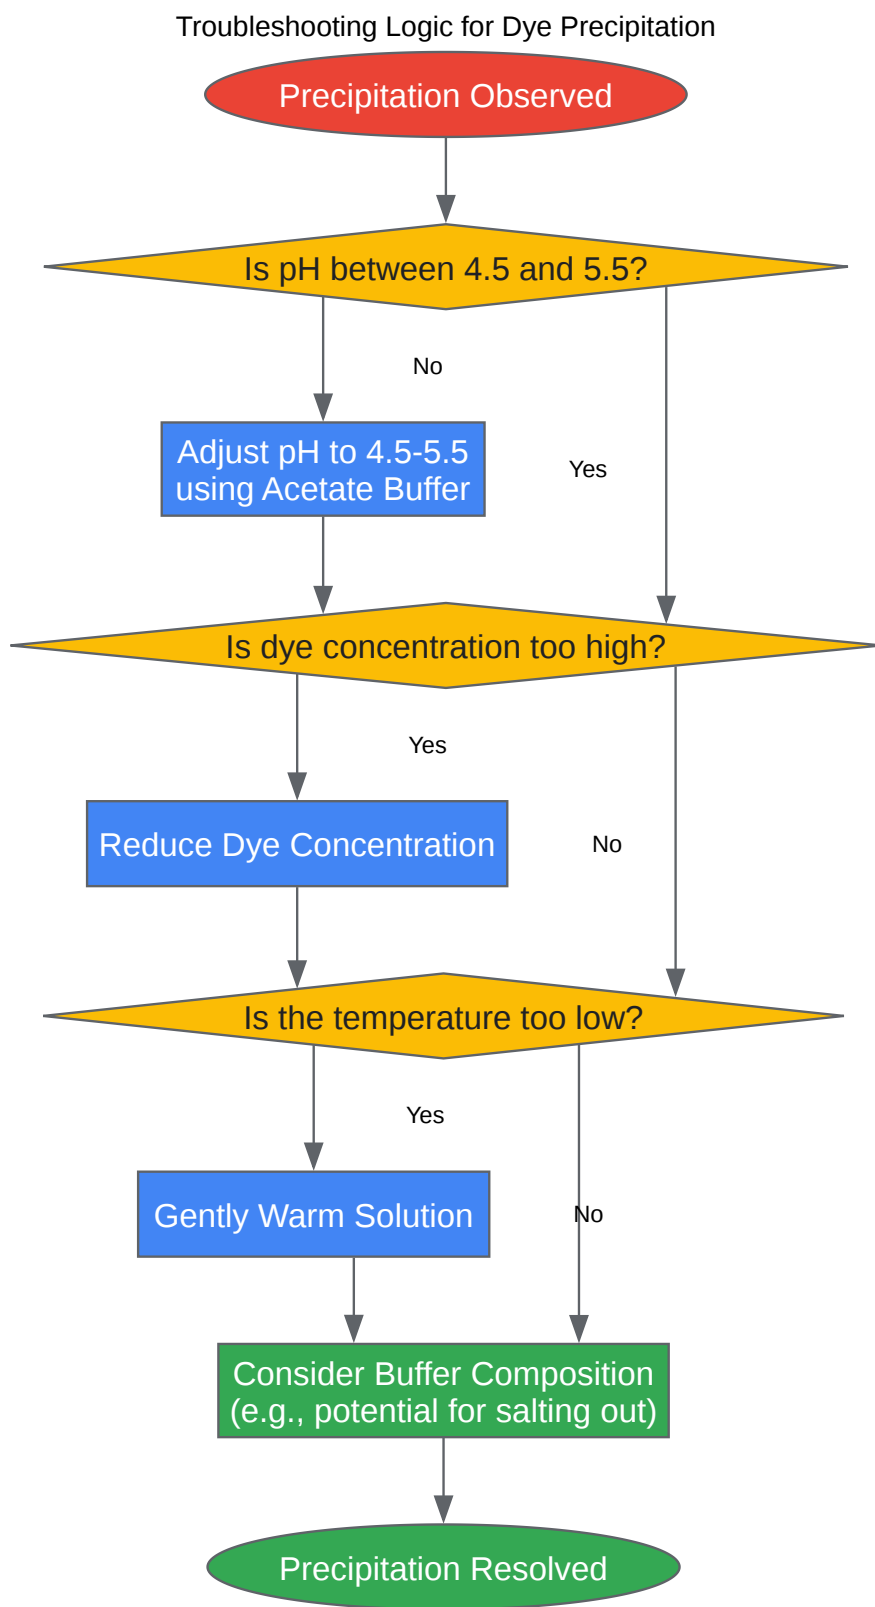 Troubleshooting Logic for Dye Precipitation
Precipitation Observed
Is pH between 4.5 and 5.5?
No
Adjust pH to 4.5-5.5
using Acetate Buffer
Yes
Is dye concentration too high?
Yes
Reduce Dye Concentration
No
Is the temperature too low?
Yes
Gently Warm Solution
No
Consider Buffer Composition
(e.g., potential for salting out)
Precipitation Resolved